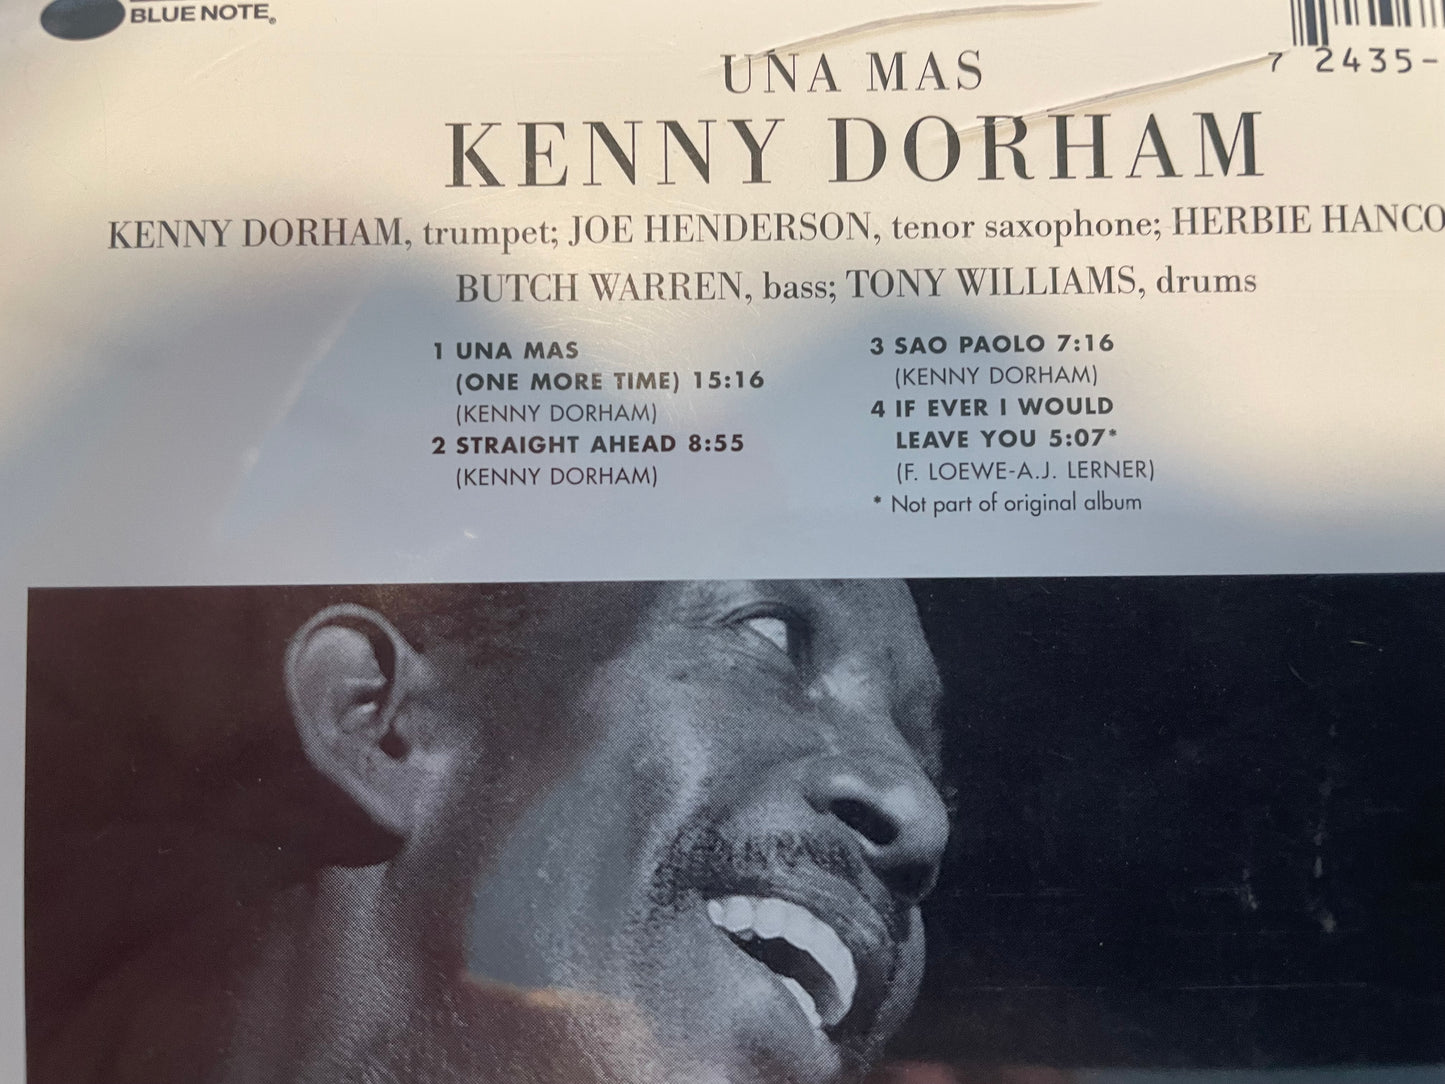 BLUE NOTE®
7 2435-
UNA MAS
KENNY DORHAM
KENNY DORHAM, trumpet; JOE HENDERSON, tenor saxophone; HERBIE HANCO
BUTCH WARREN, bass; TONY WILLIAMS, drums
1 UNA MAS
(ONE MORE TIME) 15:16
(KENNY DORHAM)
2 STRAIGHT AHEAD 8:55
(KENNY DORHAM)
3 SAO PAOLO 7:16
(KENNY DORHAM)
4 IF EVER I WOULD
LEAVE YOU 5:07*
(F. LOEWE-A.J. LERNER)
* Not part of original album